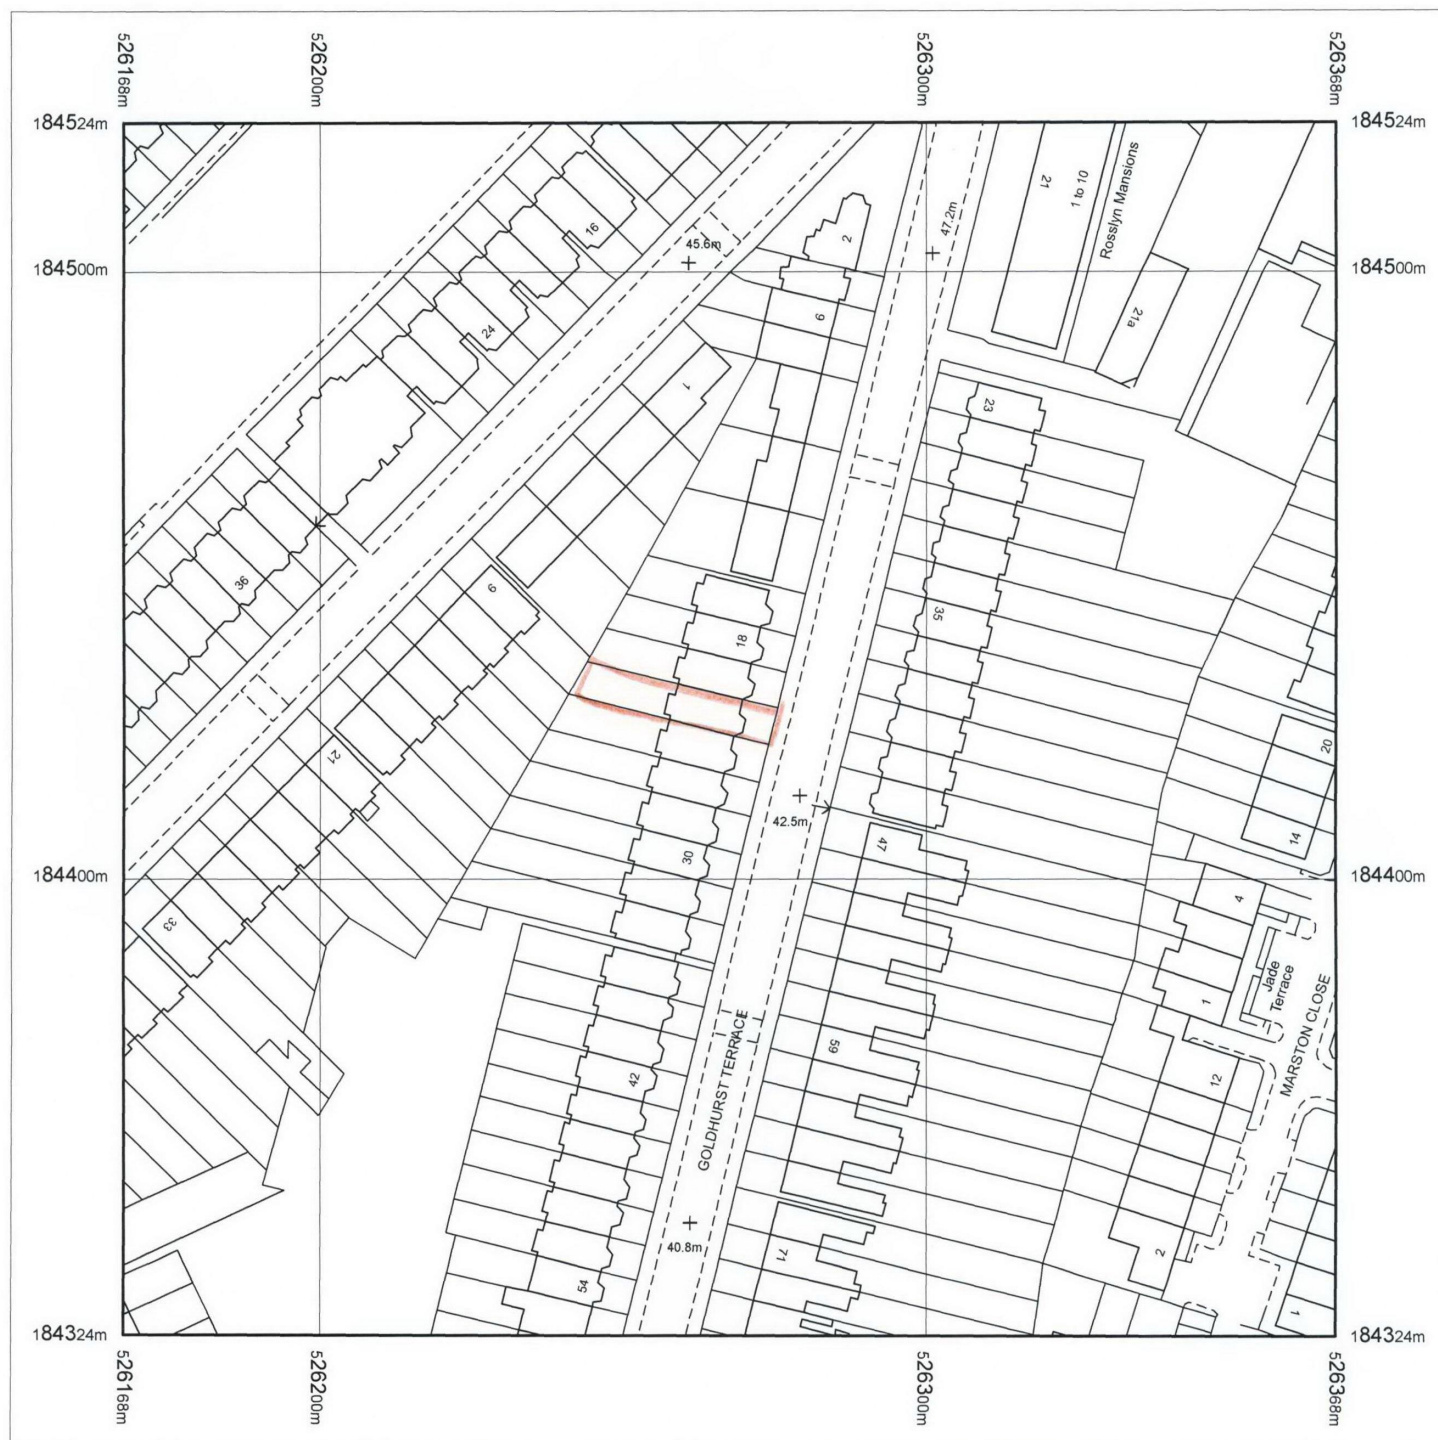 526168m
526200m
526300m
526368m
184524m
184524m
47.2m
21
1 to 10
Rosslyn Mansions
16
2
45.6m
184500m
184500m
21a
6
24
1
23
36
9
35
18
20
21
42.5m
14
47
30
184400m
184400m
4
33
Jade
Terrace
1
MARSTON CLOSE
59
GOLDHURST TERRACE
42
12
40.8m
71
2
54
1
184324m
184324m
526168m
526200m
526300m
526368m